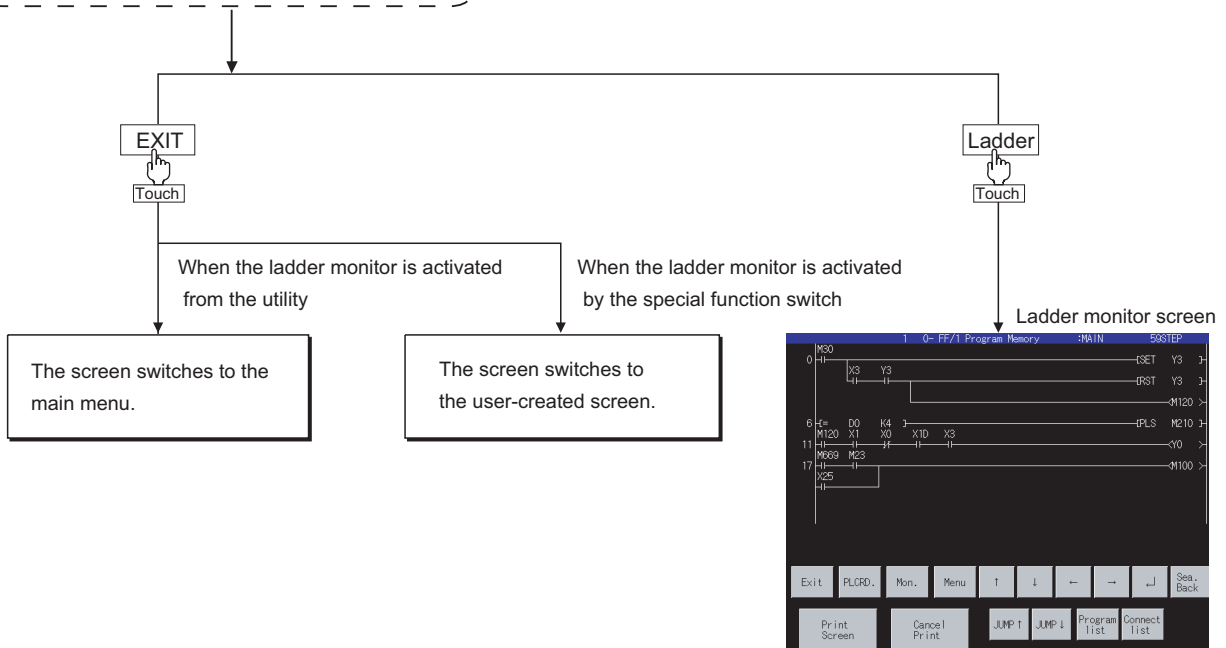 EXIT
Touch
Ladder
Touch
When the ladder monitor is activated
from the utility
When the ladder monitor is activated
by the special function switch
The screen switches to the
main menu.
The screen switches to
the user-created screen.
Ladder monitor screen
1 0- FF/1 Program Memory :MAIN 59STEP
M30
0 [SET Y3 ]
X3 Y3
[RST Y3 ]
<M120 >
6 [= D0 K4 ] [PLS M210 ]
M120 X1 X0 X1D X3
11 <Y0 >
M669 M23
17 <M100 >
X25
Exit PLCRD. Mon. Menu ↑ ↓ ← → ↵ Sea. Back
Print Screen Cancel Print JUMP↑ JUMP↓ Program list Connect list